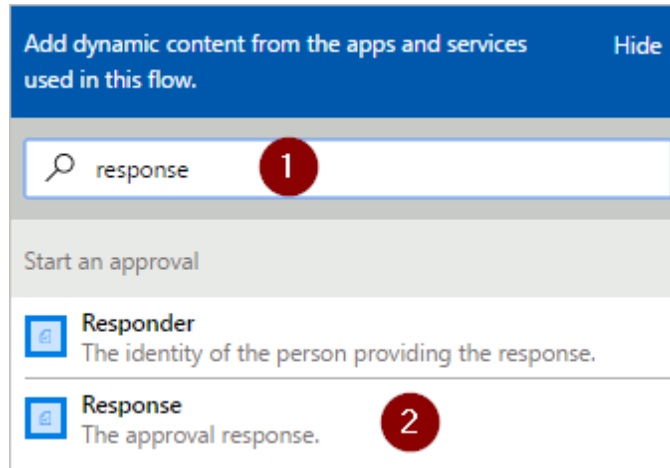 Add dynamic content from the apps and services
used in this flow.
Hide
response
1
Start an approval
Responder
The identity of the person providing the response.
Response
The approval response.
2